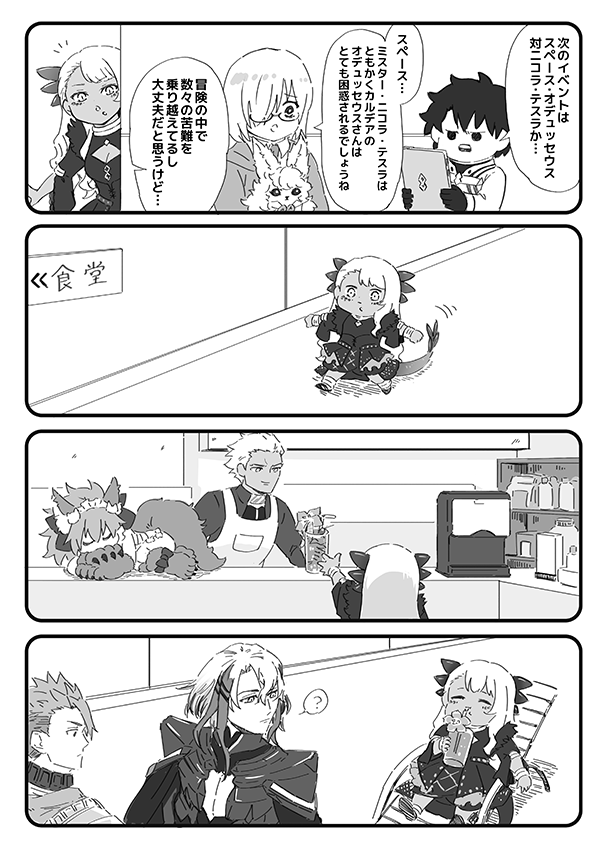 次のイベントは
スペース・オデュッセウス
対ニコラ・テスラか…
スペース…
ミスター・ニコラ・テスラは
ともかくカルデアの
オデュッセウスさんは
とても困惑されるでしょうね
冒険の中で
数々の苦難を
乗り越えてるし
大丈夫だと思うけど…
≪食堂
?